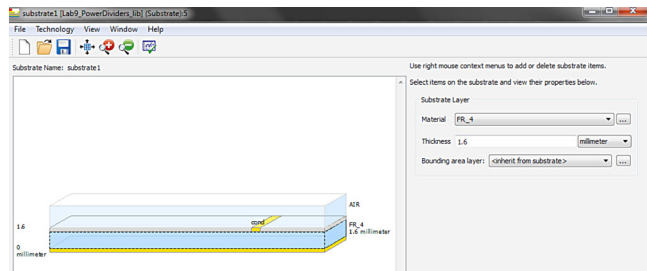 substrate1 [Lab9_PowerDividers_lib] (Substrate):5
File Technology View Window Help
Substrate Name: substrate1
Use right mouse context menus to add or delete substrate items.
Select items on the substrate and view their properties below.
Substrate Layer
Material FR_4 ...
Thickness 1.6 millimeter
Bounding area layer: <inherit from substrate> ...
AIR
cond
1.6
FR_4
1.6 millimeter
0
millimeter